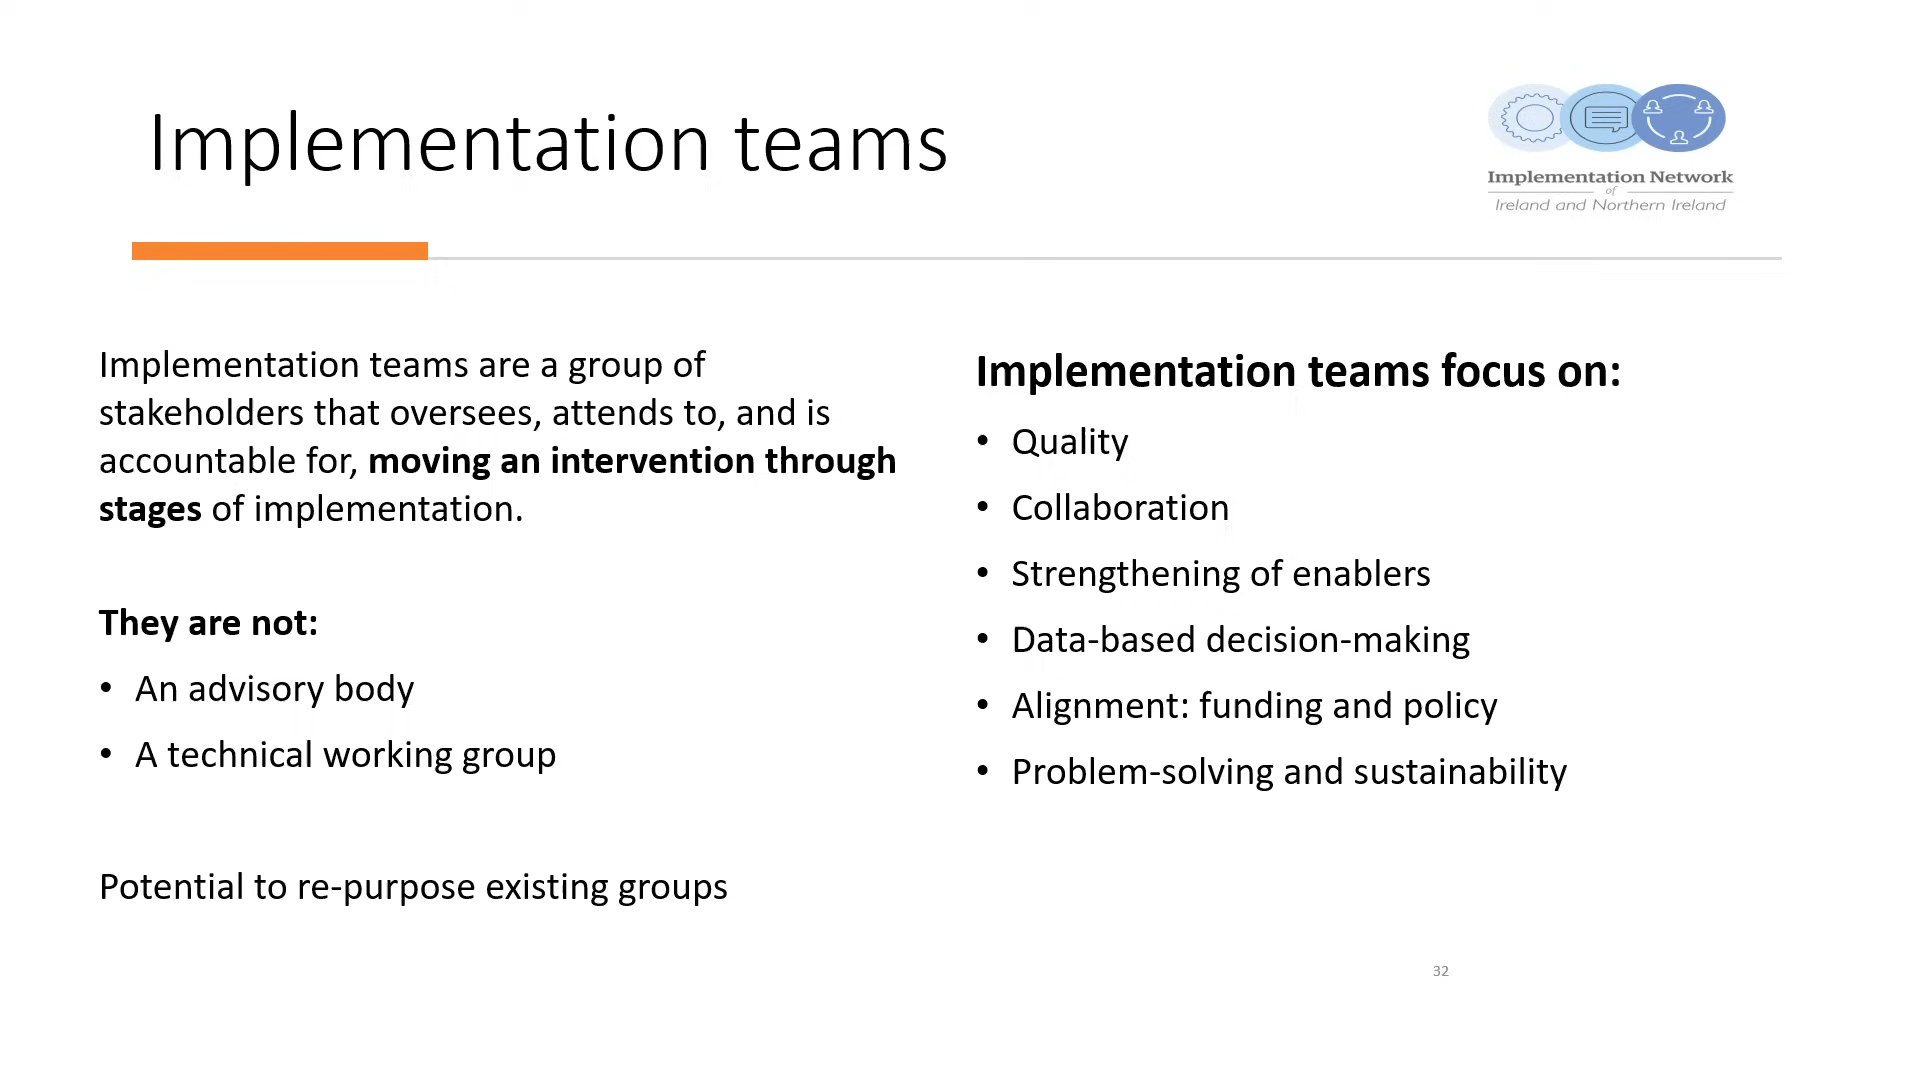 Implementation teams
Implementation Network
of
Ireland and Northern Ireland
Implementation teams are a group of
stakeholders that oversees, attends to, and is
accountable for, moving an intervention through
stages of implementation.
They are not:
• An advisory body
• A technical working group
Potential to re-purpose existing groups
Implementation teams focus on:
• Quality
• Collaboration
• Strengthening of enablers
• Data-based decision-making
• Alignment: funding and policy
• Problem-solving and sustainability
32